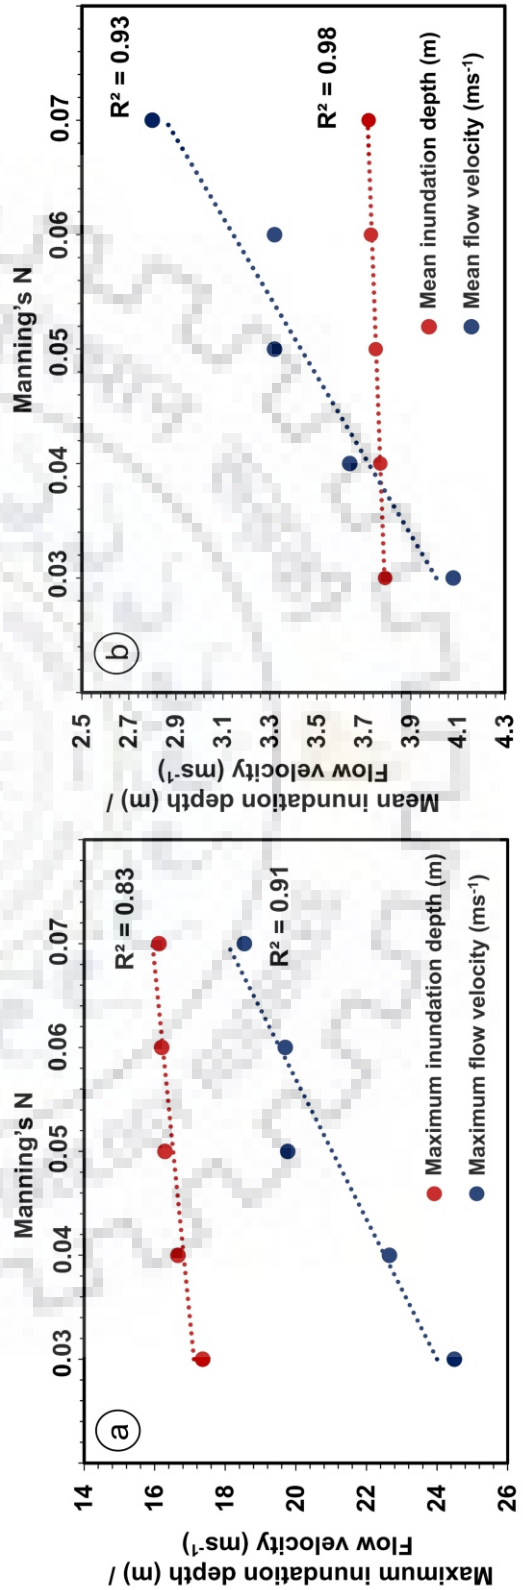 a
Manning's N
0.03 0.04 0.05 0.06 0.07
14
16
18
20
22
24
26
Maximum inundation depth (m) /
Flow velocity (ms⁻¹)
R² = 0.83
R² = 0.91
Maximum inundation depth (m)
Maximum flow velocity (ms⁻¹)
b
Manning's N
0.03 0.04 0.05 0.06 0.07
2.5
2.7
2.9
3.1
3.3
3.5
3.7
3.9
4.1
4.3
Mean inundation depth (m) /
Flow velocity (ms⁻¹)
R² = 0.93
R² = 0.98
Mean inundation depth (m)
Mean flow velocity (ms⁻¹)